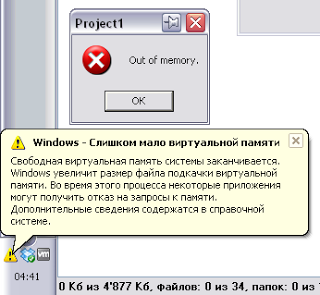 Project1
Out of memory.
OK
Windows - Слишком мало виртуальной памяти
Свободная виртуальная память системы заканчивается.
Windows увеличит размер файла подкачки виртуальной
памяти. Во время этого процесса некоторые приложения
могут получить отказ на запросы к памяти.
Дополнительные сведения содержатся в справочной
системе.
04:41
0 Кб из 4'877 Кб, файлов: 0 из 34, папок: 0 из